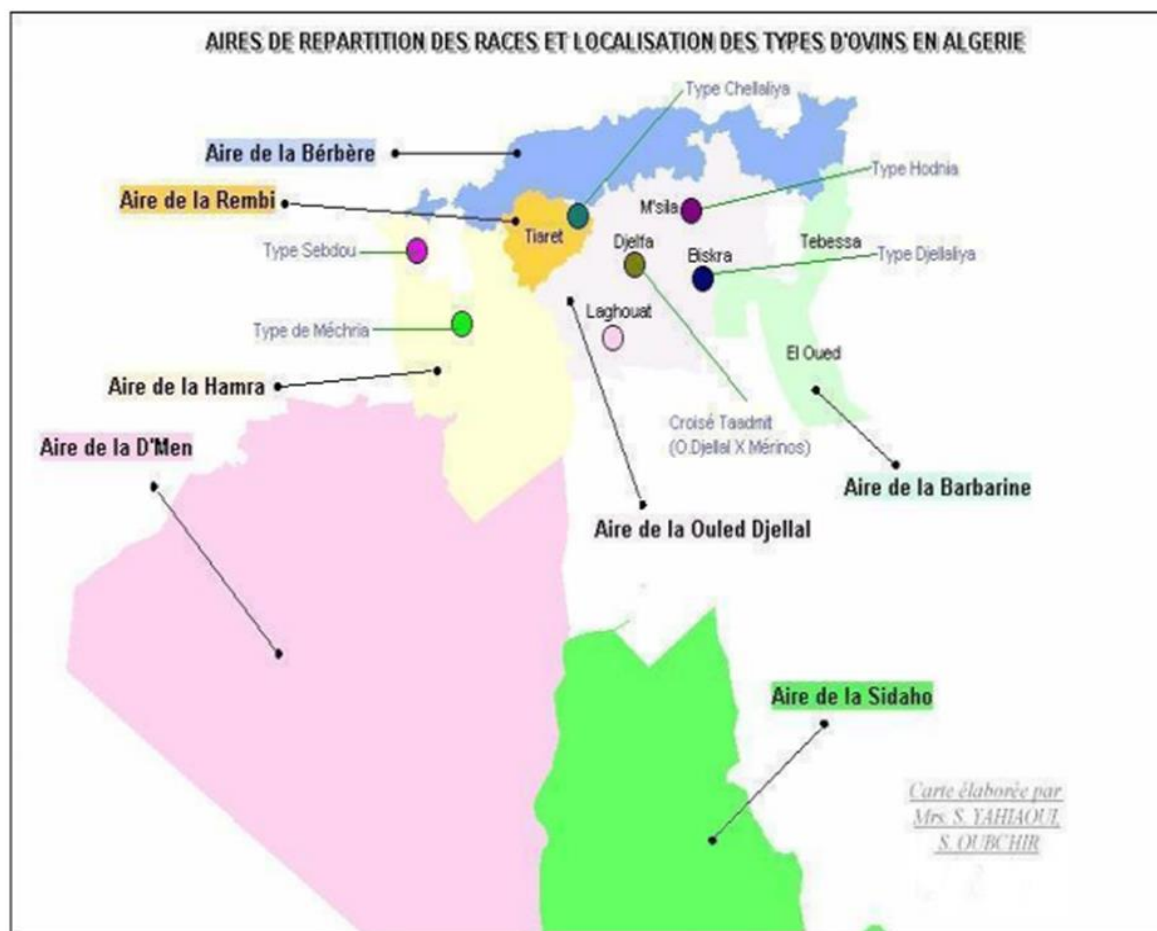 AIRES DE REPARTITION DES RACES ET LOCALISATION DES TYPES D'OVINS EN ALGERIE
Type Chellaliya
Aire de la Bérbère
Type Hodnia
Aire de la Rembi
M'sila
Tiaret
Djelfa
Biskra
Tebessa
Type Sebdou
Type Djellaliya
Laghouat
Type de Méchria
El Oued
Aire de la Hamra
Croisé Taadmit
(O.Djellal X Mérinos)
Aire de la D'Men
Aire de la Barbarine
Aire de la Ouled Djellal
Aire de la Sidaho
Carte élaborée par
Mrs. S. YAHIAOUI,
S. OUBCHIR